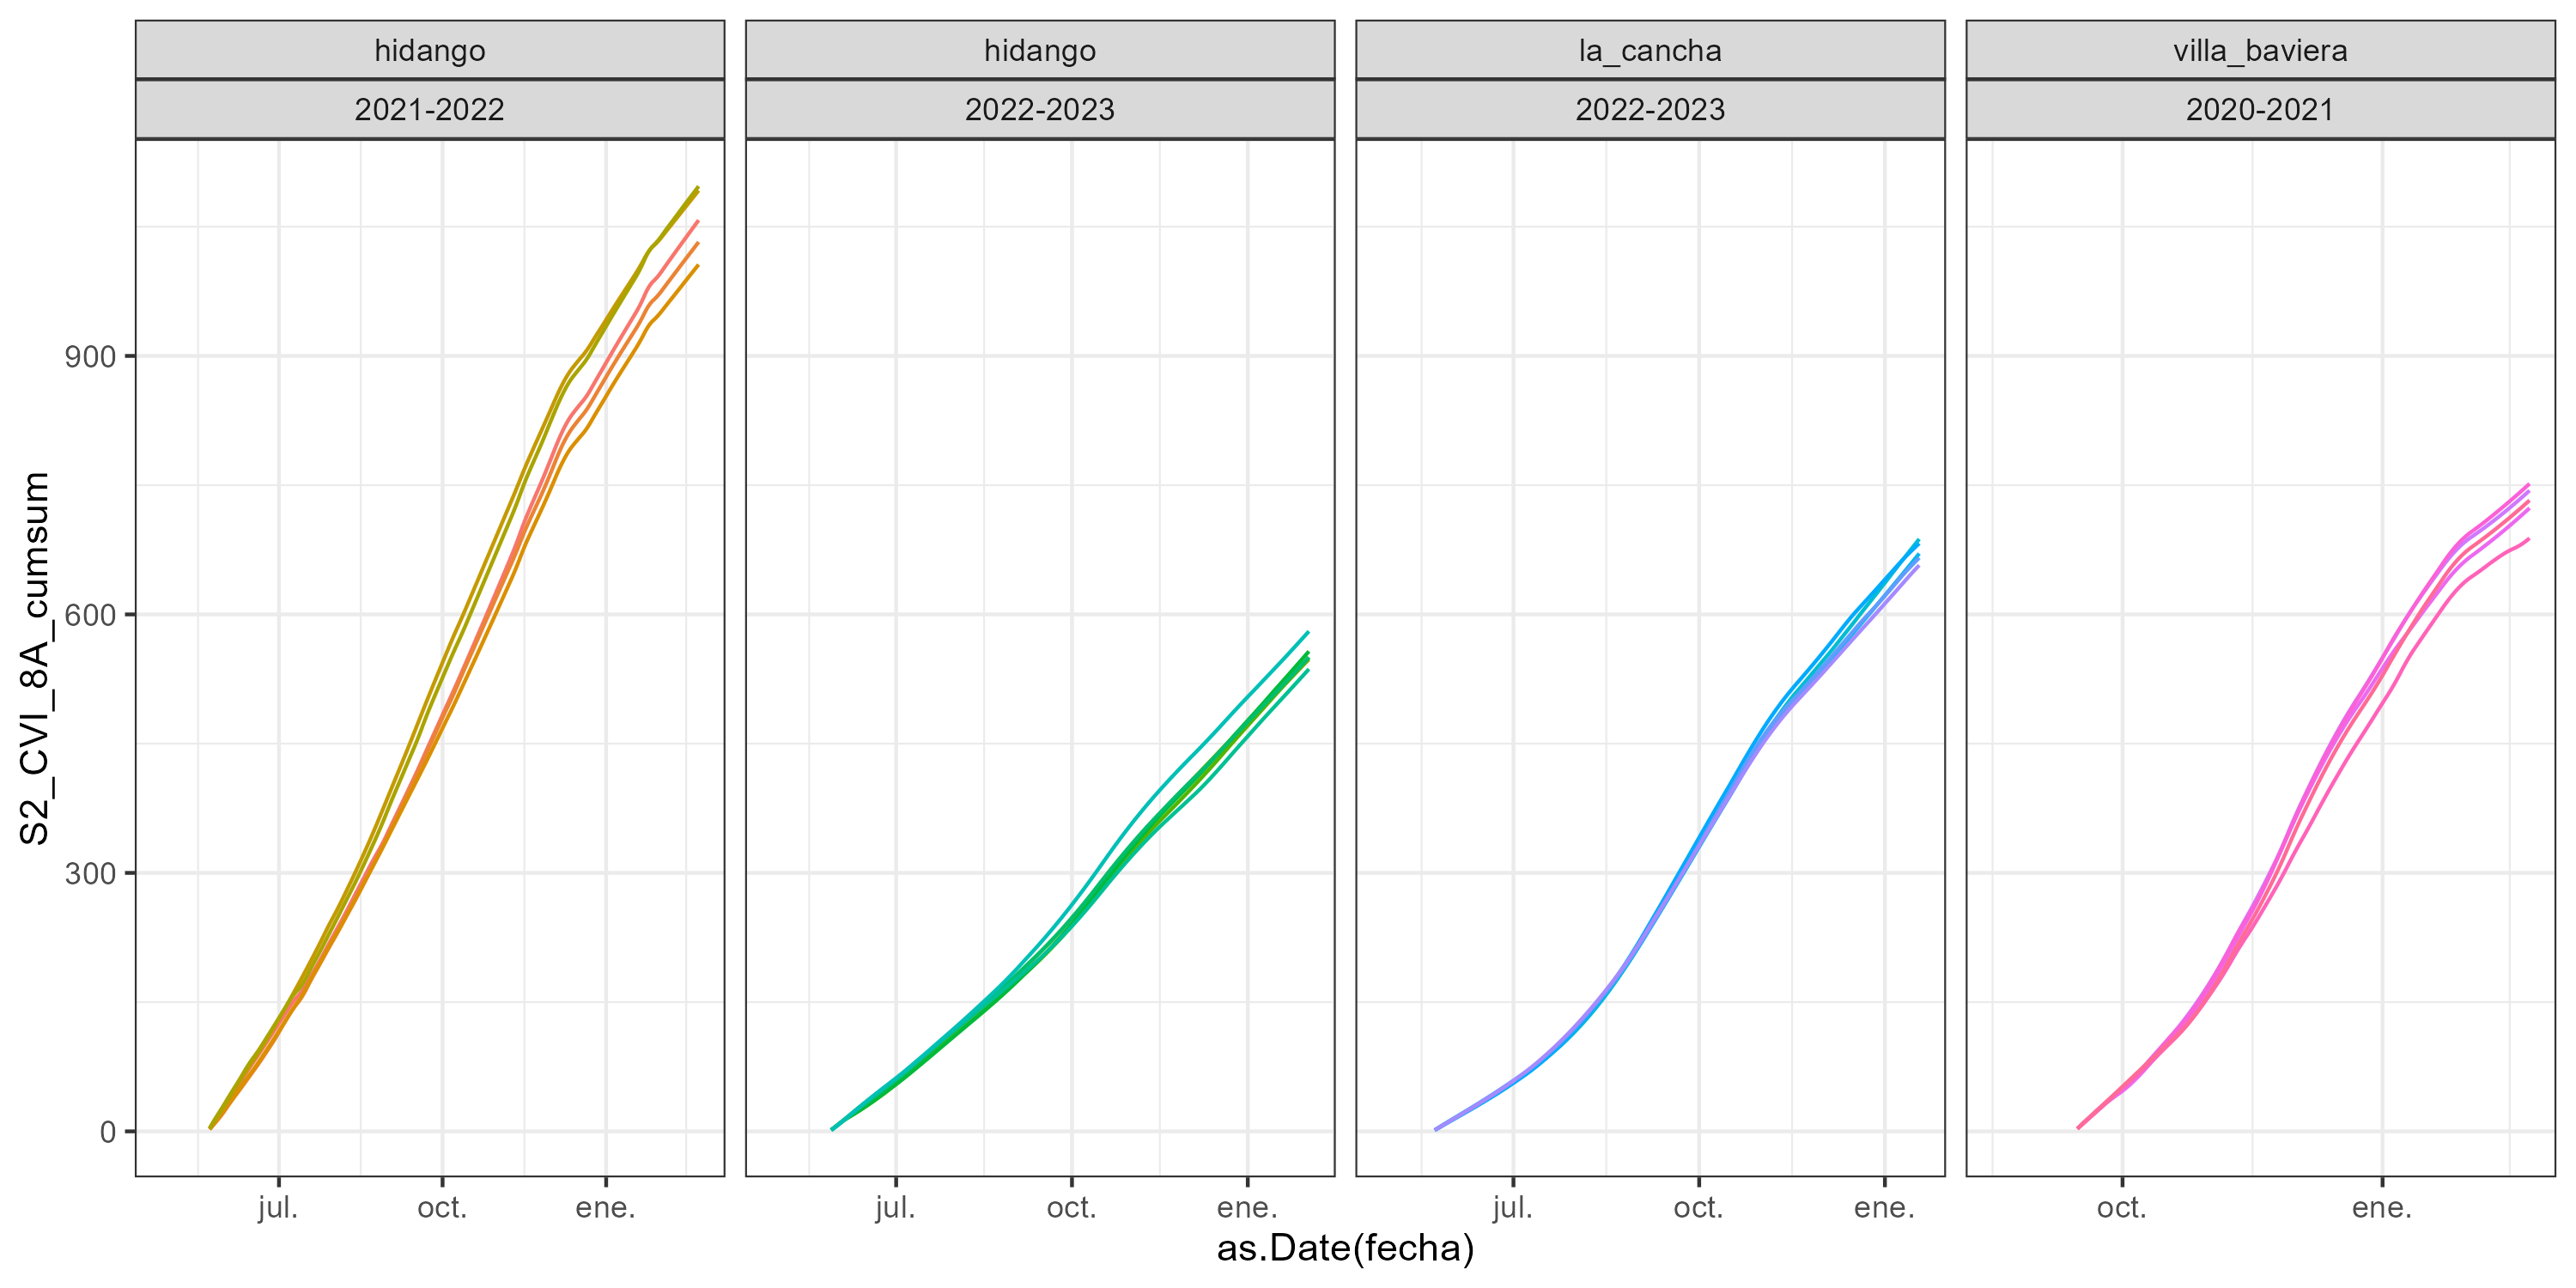 hidango
hidango
la_cancha
villa_baviera
2021-2022
2022-2023
2022-2023
2020-2021
S2_CVI_8A_cumsum
900
600
300
0
jul.
oct.
ene.
jul.
oct.
ene.
jul.
oct.
ene.
oct.
ene.
as.Date(fecha)